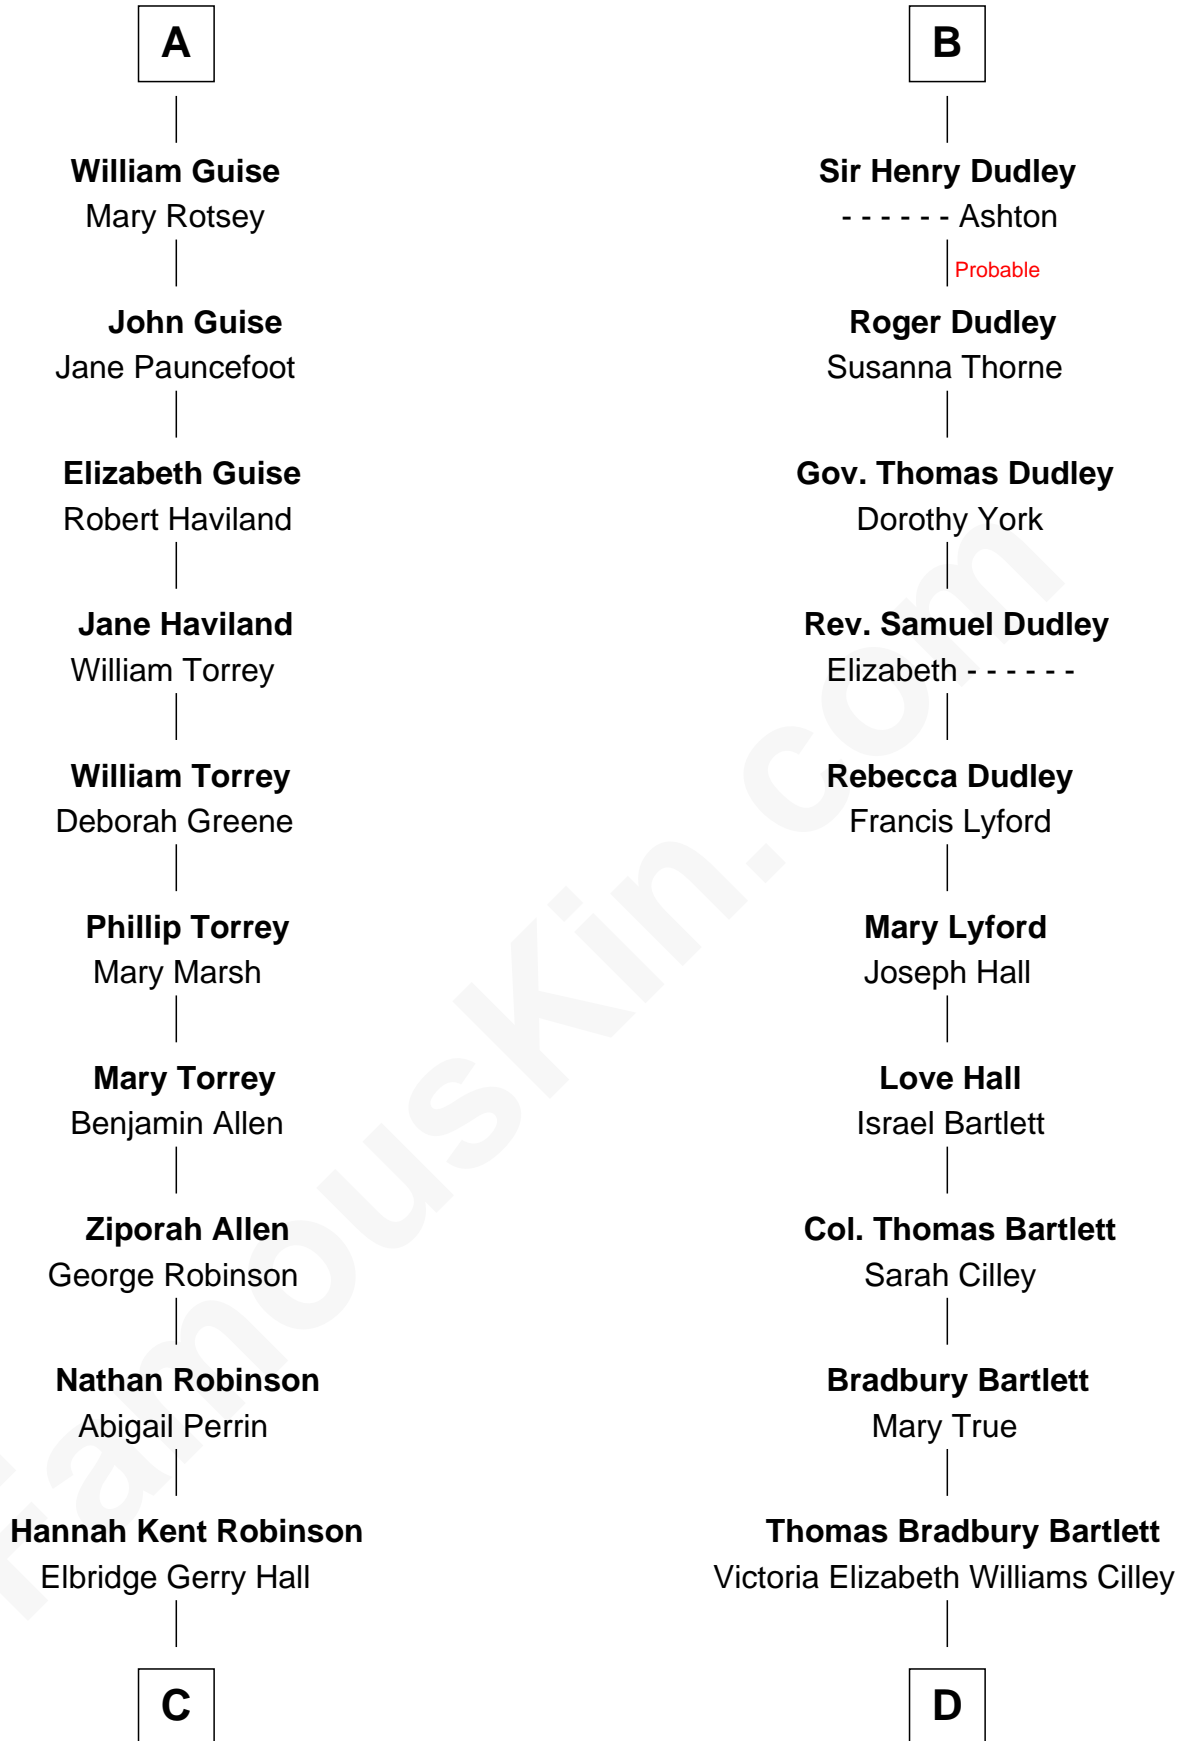 A
William Guise
Mary Rotsey
John Guise
Jane Pauncefoot
Elizabeth Guise
Robert Haviland
Jane Haviland
William Torrey
William Torrey
Deborah Greene
Phillip Torrey
Mary Marsh
Mary Torrey
Benjamin Allen
Ziporah Allen
George Robinson
Nathan Robinson
Abigail Perrin
Hannah Kent Robinson
Elbridge Gerry Hall
C
B
Sir Henry Dudley
- - - - - - Ashton
Probable
Roger Dudley
Susanna Thorne
Gov. Thomas Dudley
Dorothy York
Rev. Samuel Dudley
Elizabeth - - - - - -
Rebecca Dudley
Francis Lyford
Mary Lyford
Joseph Hall
Love Hall
Israel Bartlett
Col. Thomas Bartlett
Sarah Cilley
Bradbury Bartlett
Mary True
Thomas Bradbury Bartlett
Victoria Elizabeth Williams Cilley
D
FamousKin.com